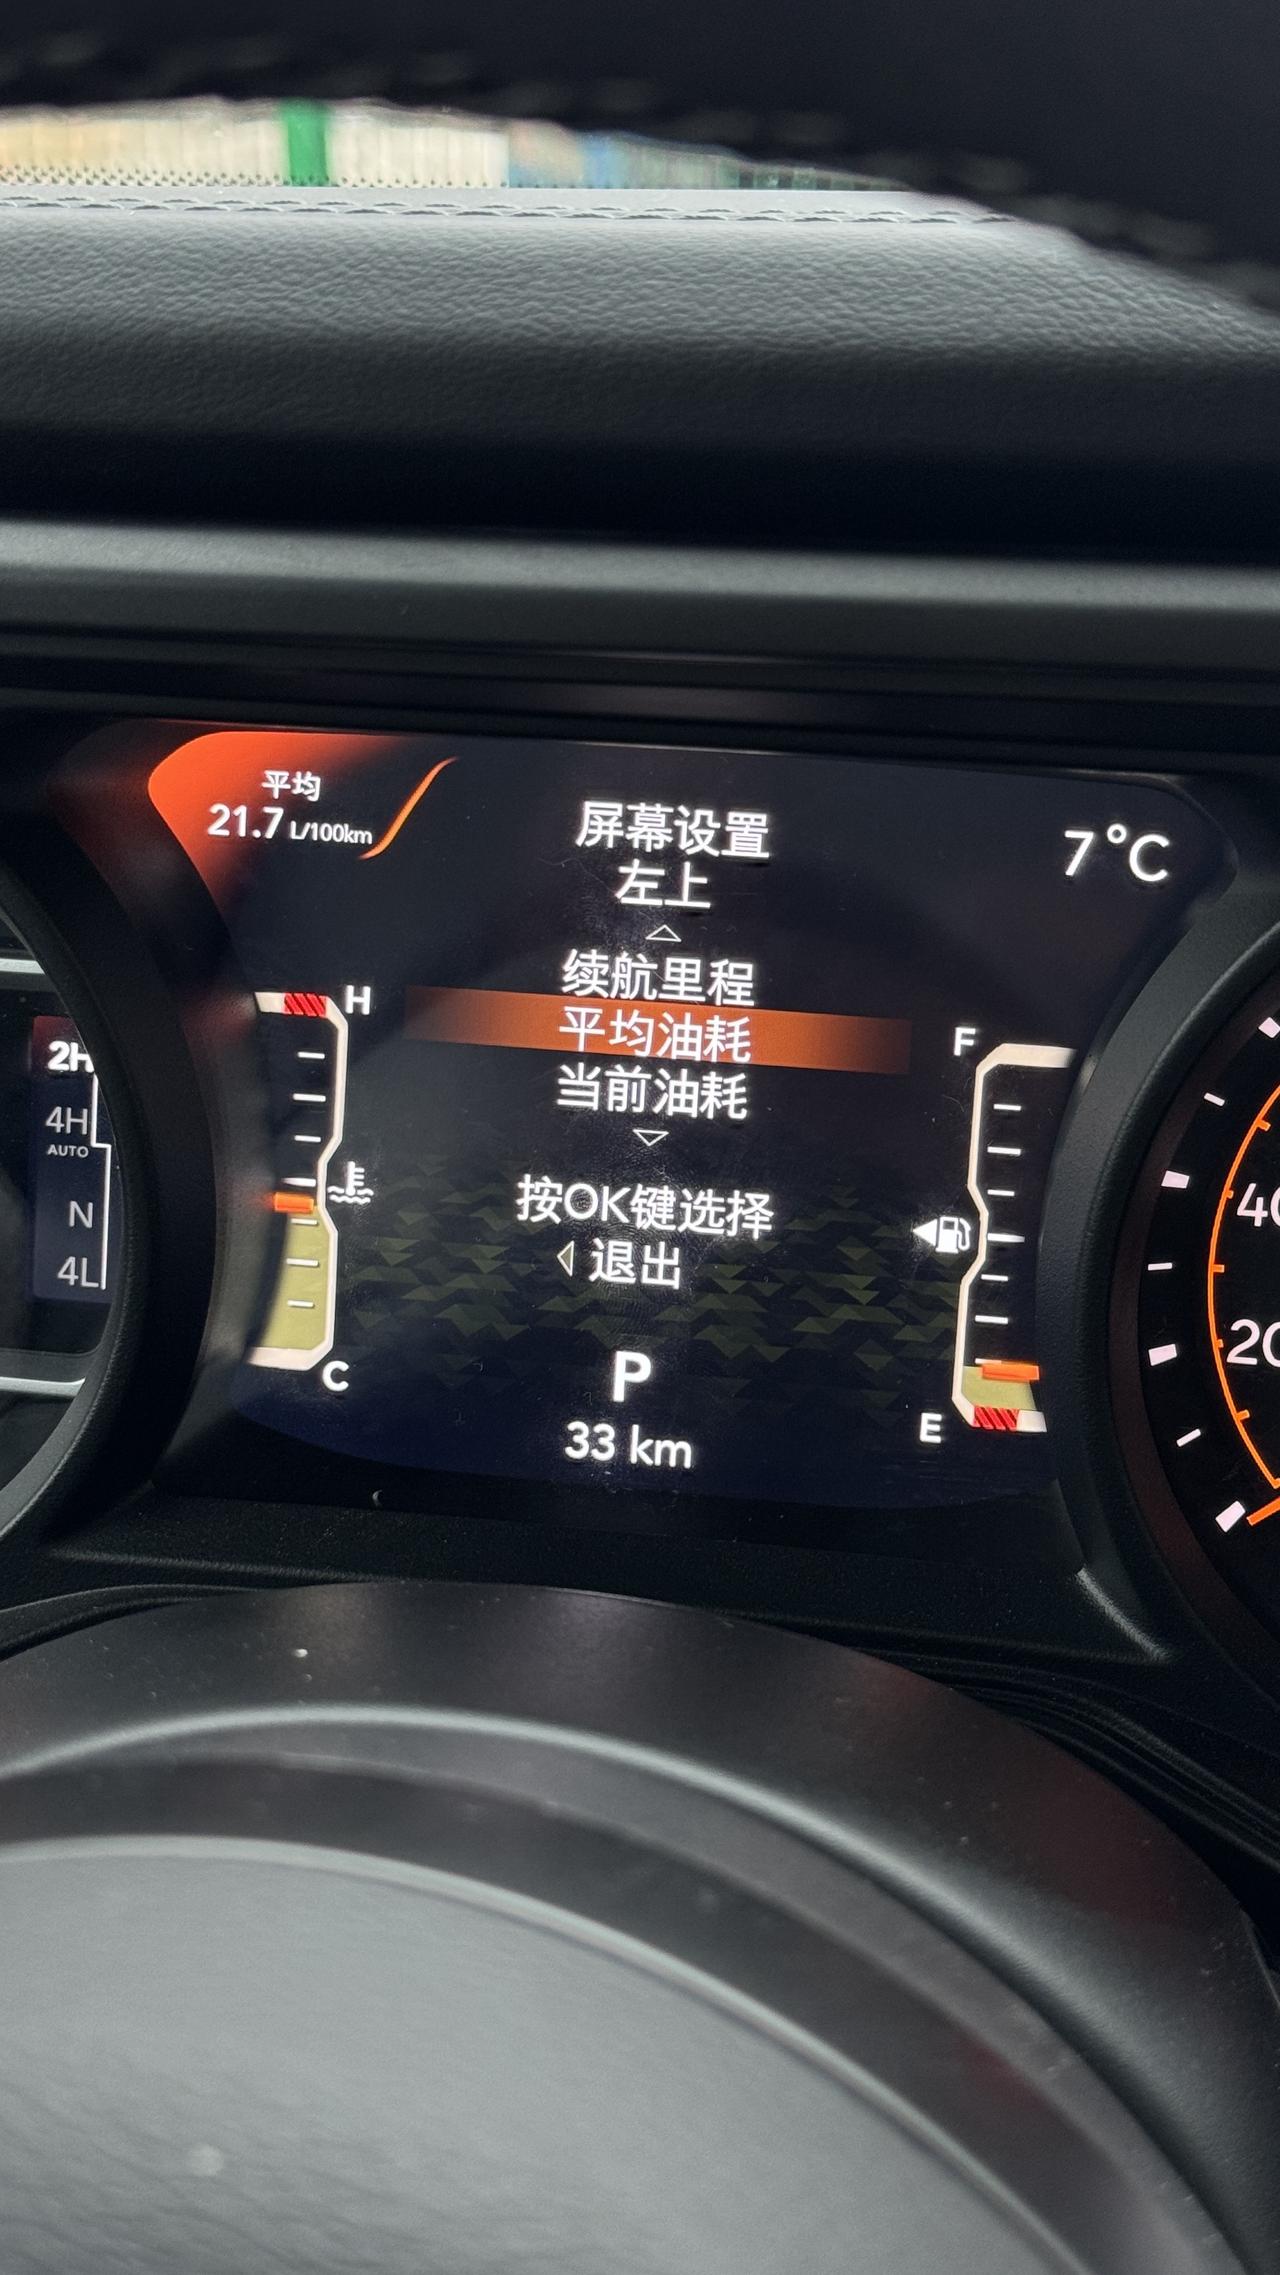 平均
21.7 L/100km
屏幕设置
左上
7°C
续航里程
平均油耗
当前油耗
按OK键选择
退出
P
33 km
H
C
F
E
2H
4H
AUTO
N
4L
20